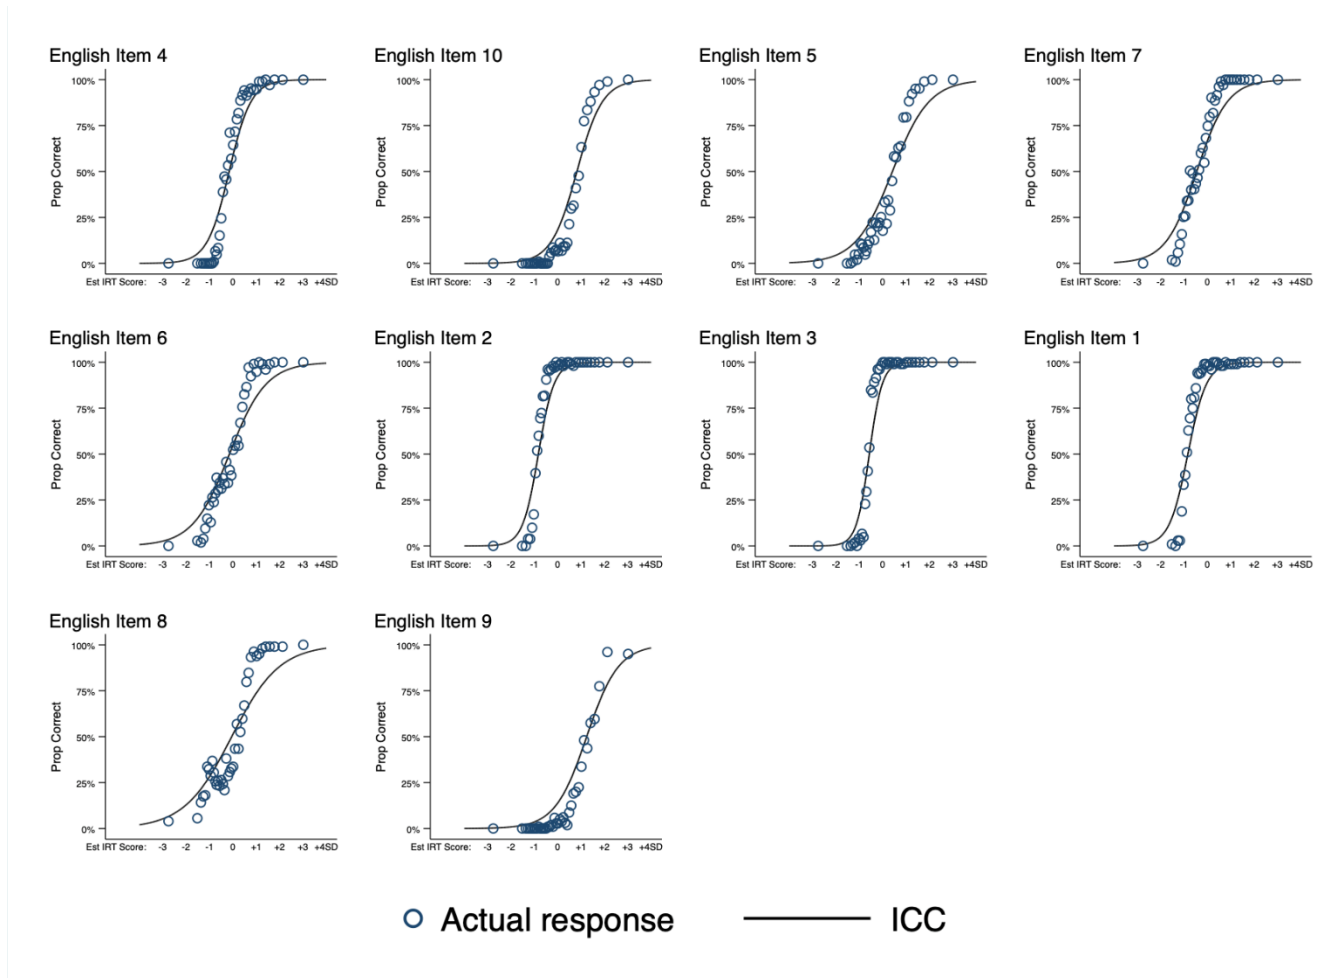 English Item 4
Prop Correct
100%
75%
50%
25%
0%
Est IRT Score: -3 -2 -1 0 +1 +2 +3 +4SD
English Item 10
Prop Correct
100%
75%
50%
25%
0%
Est IRT Score: -3 -2 -1 0 +1 +2 +3 +4SD
English Item 5
Prop Correct
100%
75%
50%
25%
0%
Est IRT Score: -3 -2 -1 0 +1 +2 +3 +4SD
English Item 7
Prop Correct
100%
75%
50%
25%
0%
Est IRT Score: -3 -2 -1 0 +1 +2 +3 +4SD
English Item 6
Prop Correct
100%
75%
50%
25%
0%
Est IRT Score: -3 -2 -1 0 +1 +2 +3 +4SD
English Item 2
Prop Correct
100%
75%
50%
25%
0%
Est IRT Score: -3 -2 -1 0 +1 +2 +3 +4SD
English Item 3
Prop Correct
100%
75%
50%
25%
0%
Est IRT Score: -3 -2 -1 0 +1 +2 +3 +4SD
English Item 1
Prop Correct
100%
75%
50%
25%
0%
Est IRT Score: -3 -2 -1 0 +1 +2 +3 +4SD
English Item 8
Prop Correct
100%
75%
50%
25%
0%
Est IRT Score: -3 -2 -1 0 +1 +2 +3 +4SD
English Item 9
Prop Correct
100%
75%
50%
25%
0%
Est IRT Score: -3 -2 -1 0 +1 +2 +3 +4SD
Actual response ICC